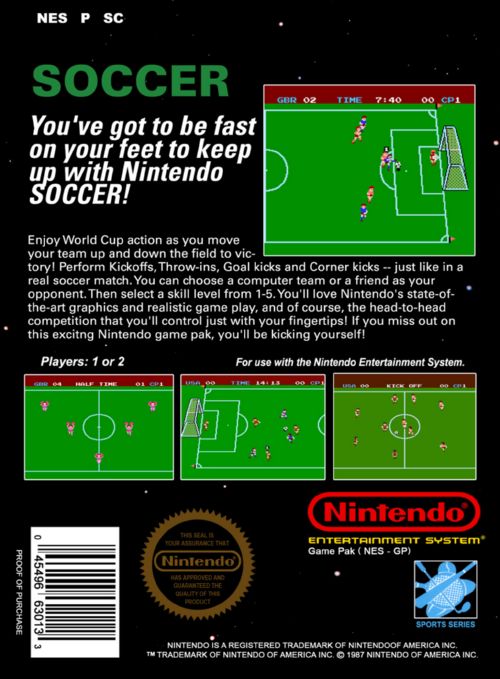 NES P SC
SOCCER
GBR 02 TIME 7:40 00 CP1
You've got to be fast
on your feet to keep
up with Nintendo
SOCCER!
Enjoy World Cup action as you move
your team up and down the field to vic-
tory! Perform Kickoffs, Throw-ins, Goal kicks and Corner kicks -- just like in a
real soccer match. You can choose a computer team or a friend as your
opponent. Then select a skill level from 1-5. You'll love Nintendo's state-of-
the-art graphics and realistic game play, and of course, the head-to-head
competition that you'll control just with your fingertips! If you miss out on
this excitng Nintendo game pak, you'll be kicking yourself!
Players: 1 or 2
For use with the Nintendo Entertainment System.
GBR 04 HALF TIME 01 CP1
USA 00 TIME 14:13 00 CP1
USA 00 KICK OFF 00 CP1
Nintendo®
ENTERTAINMENT SYSTEM®
Game Pak ( NES - GP)
THIS SEAL IS
YOUR ASSURANCE THAT
Nintendo
HAS APPROVED AND
GUARANTEED THE
QUALITY OF THIS
PRODUCT
PROOF OF PURCHASE
0 45496 63013 3
SPORTS SERIES
NINTENDO IS A REGISTERED TRADEMARK OF NINTENDOOF AMERICA INC.
™ TRADEMARK OF NINTENDO OF AMERICA INC. © 1987 NINTENDO OF AMERICA INC.